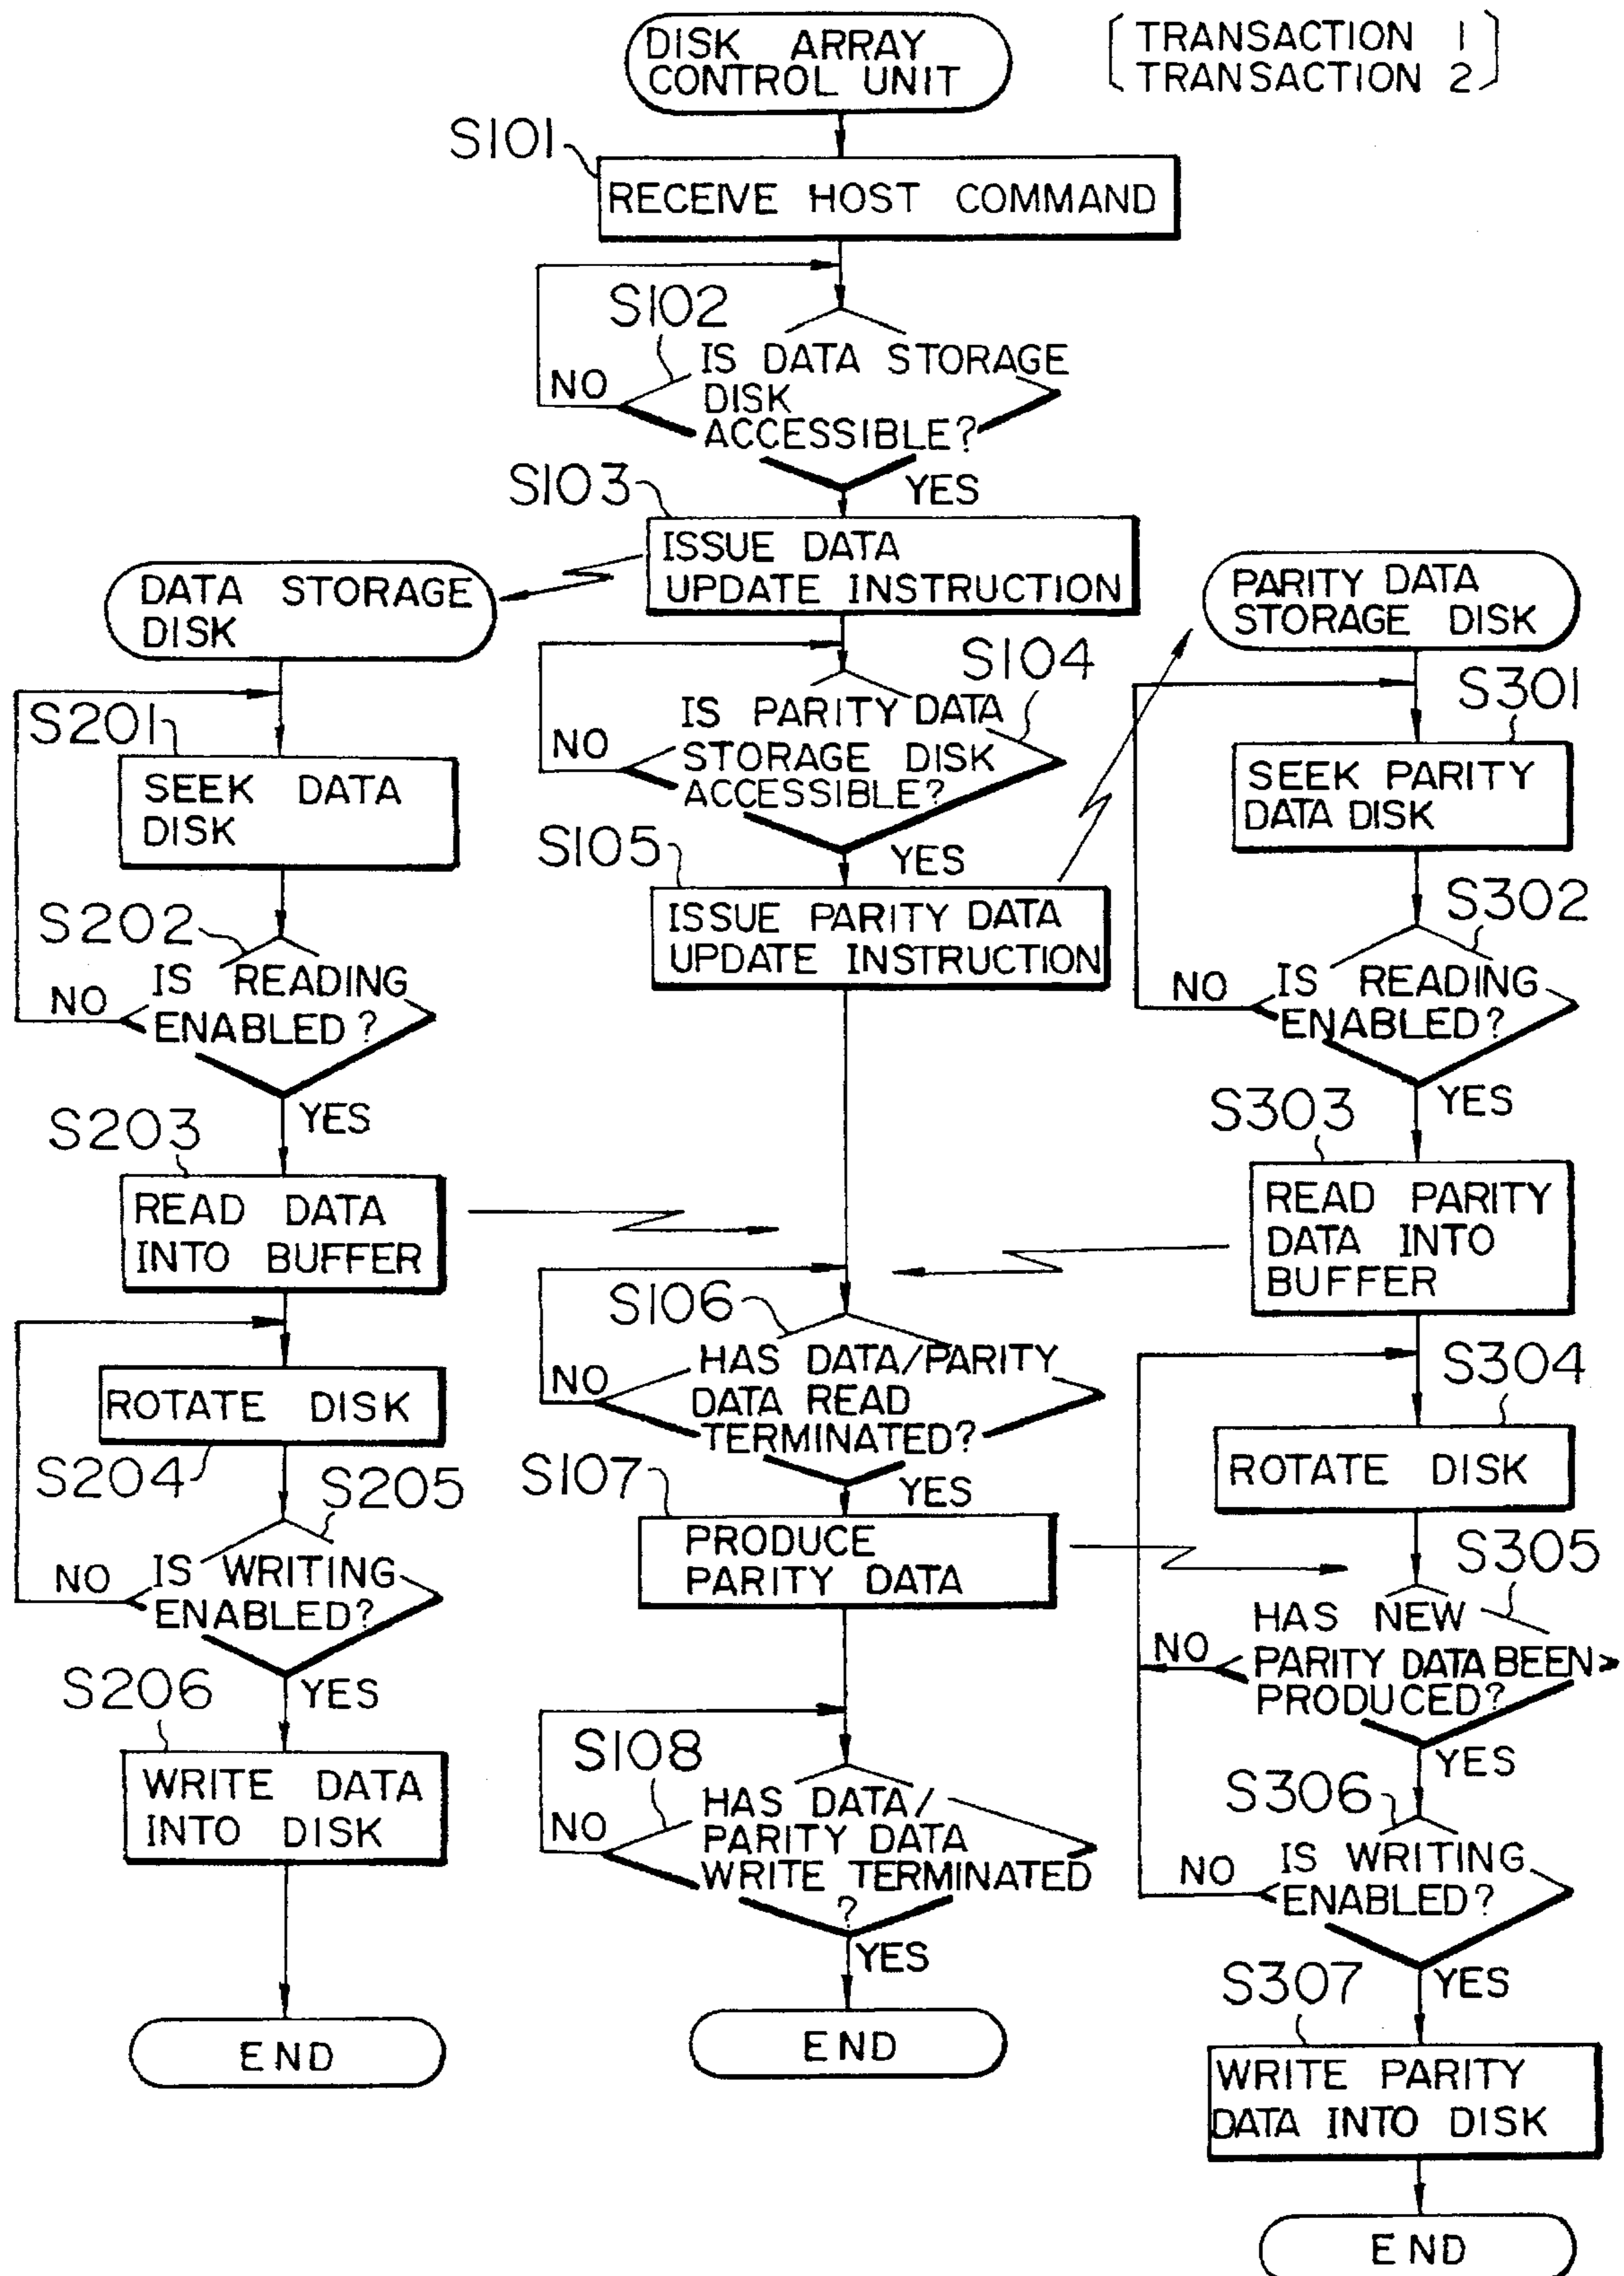 DISK ARRAY
CONTROL UNIT
TRANSACTION 1
TRANSACTION 2
S101
RECEIVE HOST COMMAND
S102
IS DATA STORAGE
DISK
ACCESSIBLE?
NO
YES
S103
ISSUE DATA
UPDATE INSTRUCTION
S104
IS PARITY DATA
STORAGE DISK
ACCESSIBLE?
NO
YES
S105
ISSUE PARITY DATA
UPDATE INSTRUCTION
S106
HAS DATA/PARITY
DATA READ
TERMINATED?
NO
YES
S107
PRODUCE
PARITY DATA
S108
HAS DATA/
PARITY DATA
WRITE TERMINATED
?
NO
YES
END
DATA STORAGE
DISK
S201
SEEK DATA
DISK
S202
IS READING
ENABLED?
NO
YES
S203
READ DATA
INTO BUFFER
ROTATE DISK
S204
S205
IS WRITING
ENABLED?
NO
YES
S206
WRITE DATA
INTO DISK
END
PARITY DATA
STORAGE DISK
S301
SEEK PARITY
DATA DISK
S302
IS READING
ENABLED?
NO
YES
S303
READ PARITY
DATA INTO
BUFFER
S304
ROTATE DISK
S305
HAS NEW
PARITY DATA BEEN
PRODUCED?
NO
YES
S306
IS WRITING
ENABLED?
NO
YES
S307
WRITE PARITY
DATA INTO DISK
END